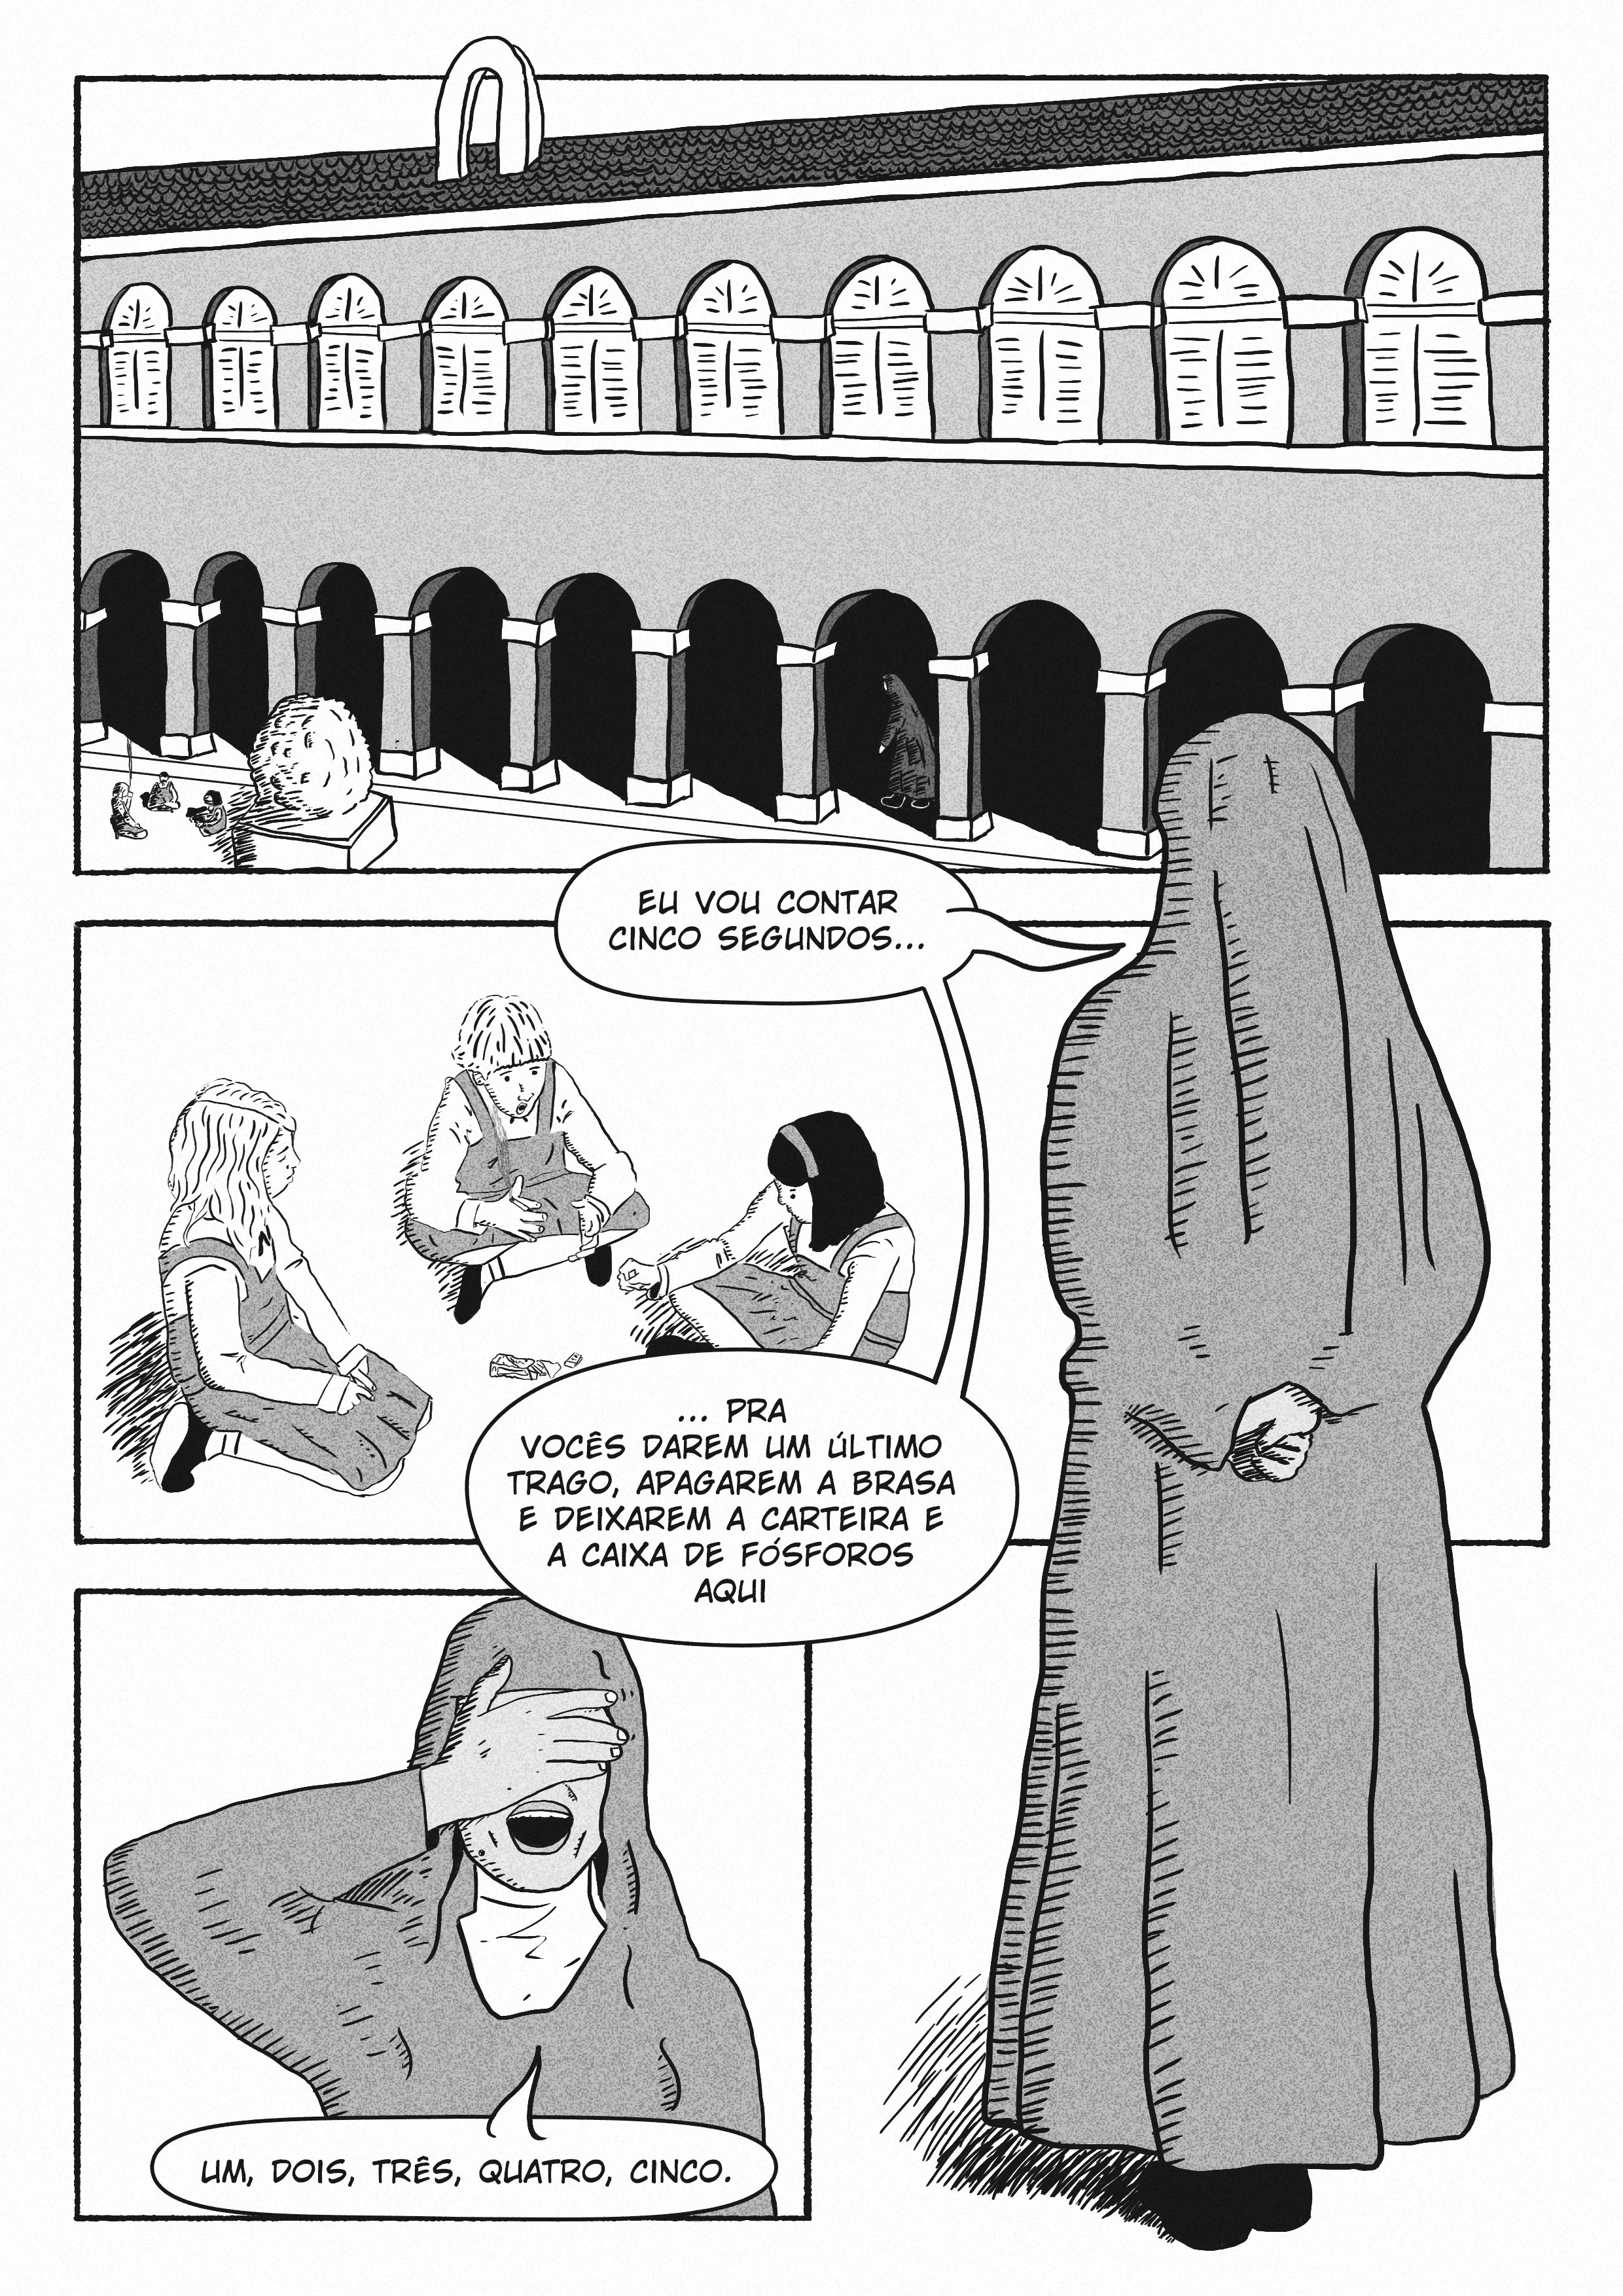 EU VOU CONTAR
CINCO SEGUNDOS...
... PRA
VOCÊS DAREM UM ÚLTIMO
TRAGO, APAGAREM A BRASA
E DEIXAREM A CARTEIRA E
A CAIXA DE FÓSFOROS
AQUI
UM, DOIS, TRÊS, QUATRO, CINCO.